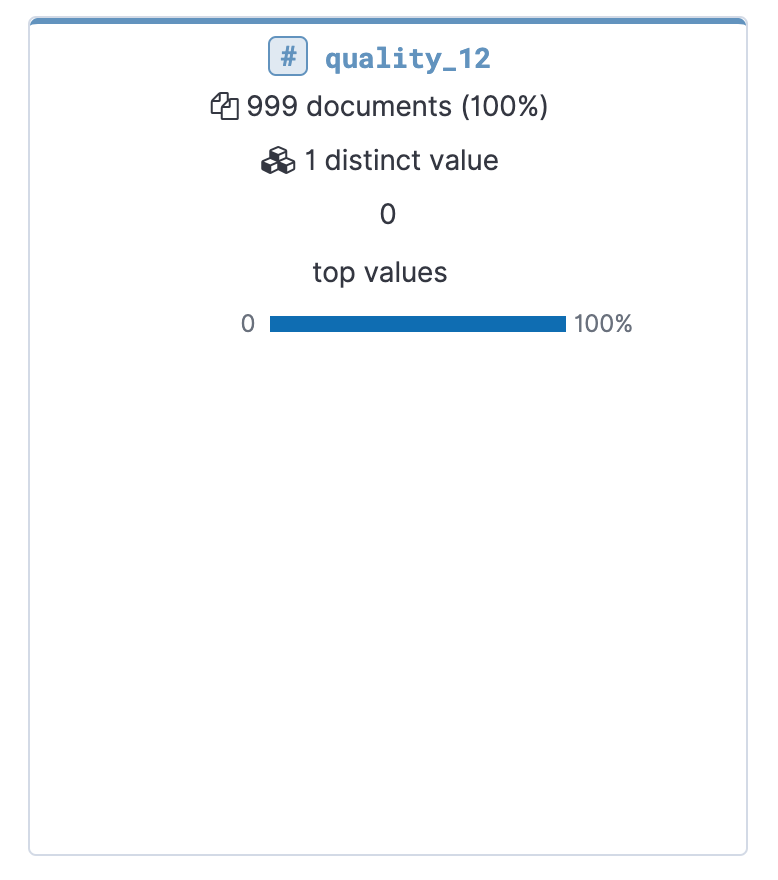 # quality_12
999 documents (100%)
1 distinct value
0
top values
0 100%